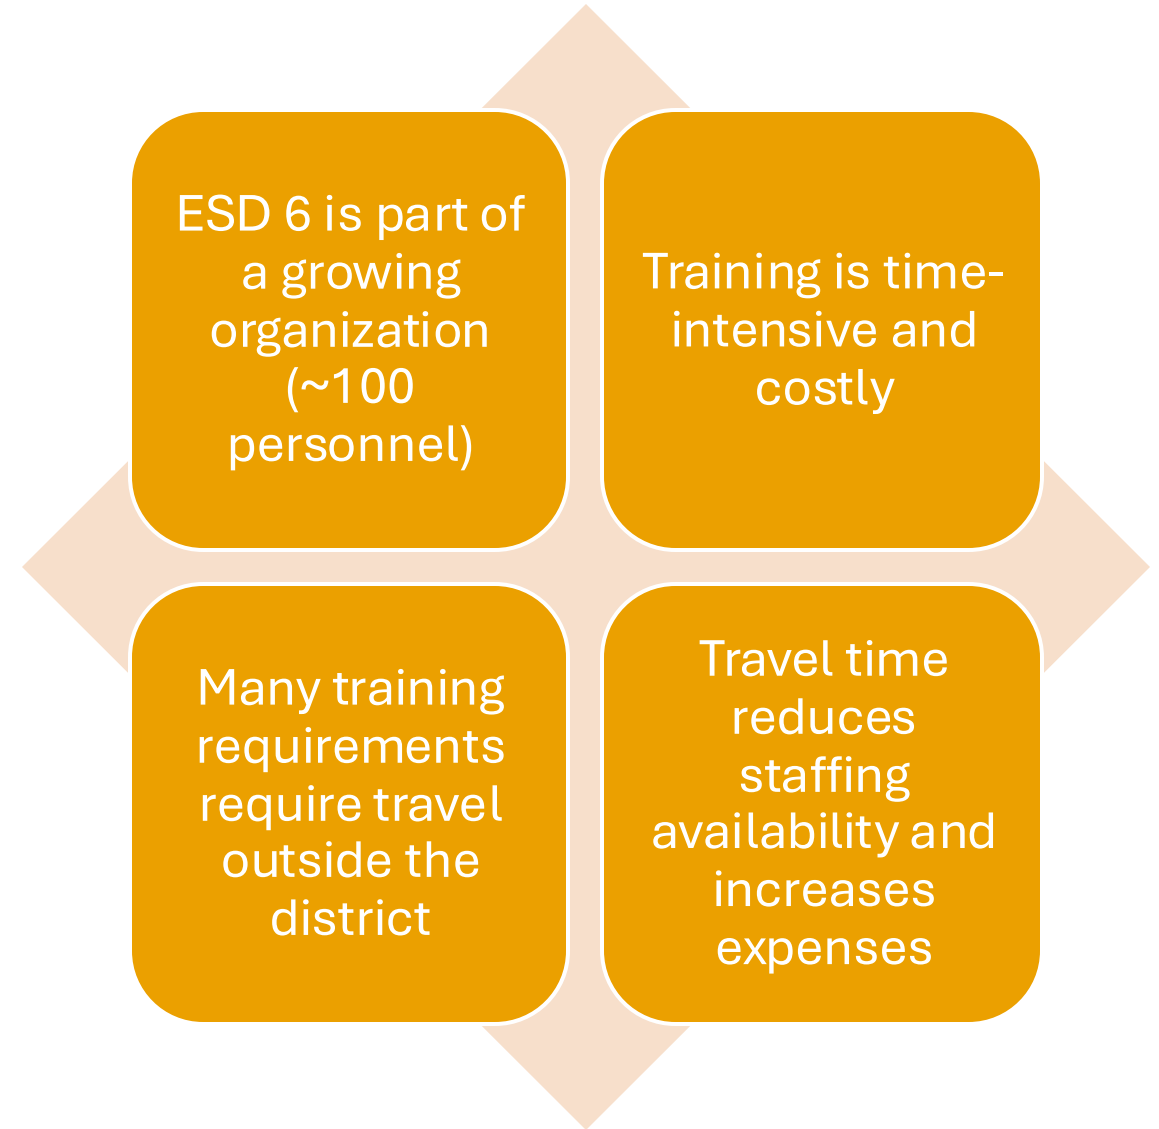 ESD 6 is part of
a growing
organization
(~100
personnel)
Training is time-
intensive and
costly
Many training
requirements
require travel
outside the
district
Travel time
reduces
staffing
availability and
increases
expenses